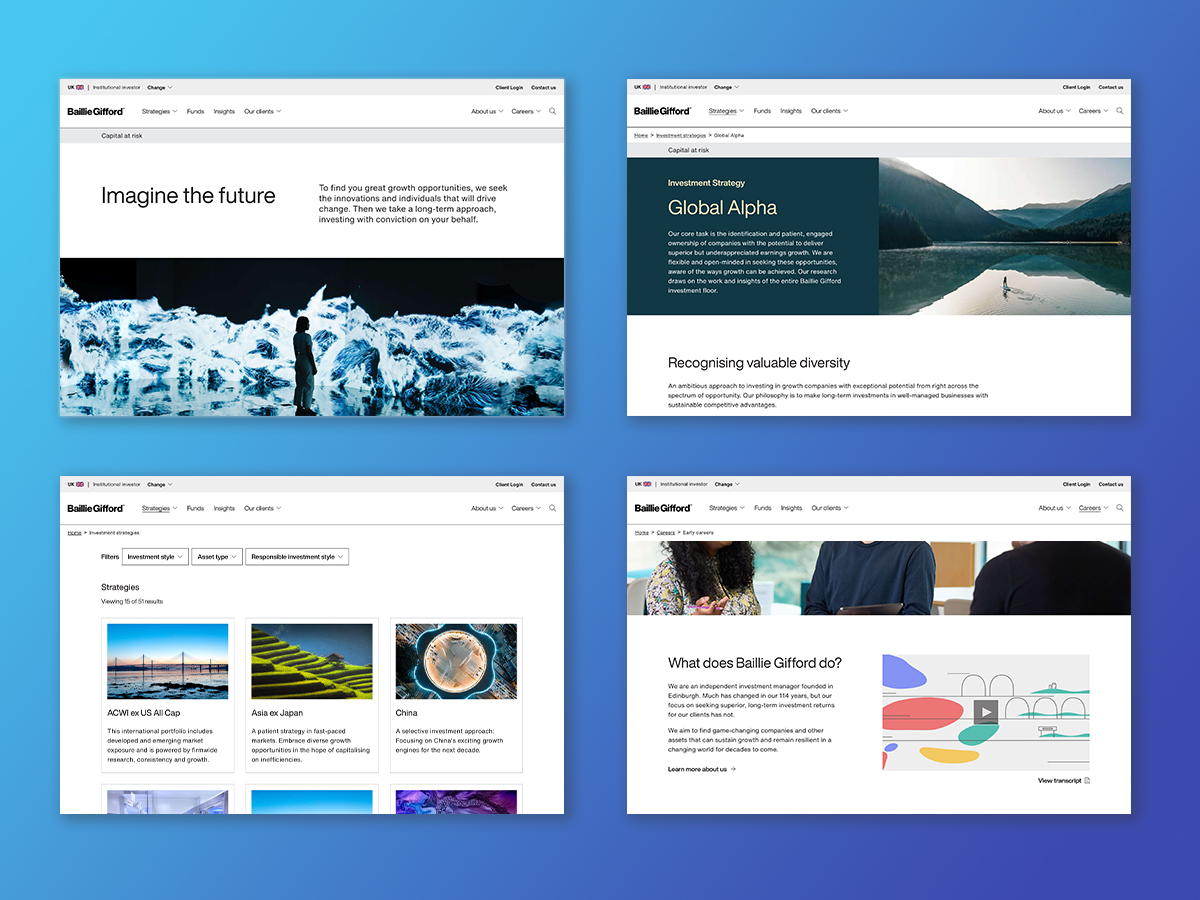 UK | Institutional investor Change Client Login Contact us
Baillie Gifford Strategies Funds Insights Our clients About us Careers
Capital at risk
Imagine the future
To find you great growth opportunities, we seek
the innovations and individuals that will drive
change. Then we take a long-term approach,
investing with conviction on your behalf.
UK | Institutional investor Change Client Login Contact us
Baillie Gifford Strategies Funds Insights Our clients About us Careers
Home > Investment strategies > Global Alpha
Capital at risk
Investment Strategy
Global Alpha
Our core task is the identification and patient, engaged
ownership of companies with the potential to deliver
superior but underappreciated earnings growth. We are
flexible and open-minded in seeking these opportunities,
aware of the ways growth can be achieved. Our research
draws on the work and insights of the entire Baillie Gifford
investment floor.
Recognising valuable diversity
An ambitious approach to investing in growth companies with exceptional potential from right across the
spectrum of opportunity. Our philosophy is to make long-term investments in well-managed businesses with
sustainable competitive advantages.
UK | Institutional investor Change Client Login Contact us
Baillie Gifford Strategies Funds Insights Our clients About us Careers
Home > Investment strategies
Filters Investment style Asset type Responsible investment style
Strategies
Viewing 15 of 51 results
ACWI ex US All Cap
This international portfolio includes
developed and emerging market
exposure and is powered by firmwide
research, consistency and growth.
Asia ex Japan
A patient strategy in fast-paced
markets. Embrace diverse growth
opportunities in the hope of capitalising
on inefficiencies.
China
A selective investment approach:
Focusing on China's exciting growth
engines for the next decade.
UK | Institutional investor Change Client Login Contact us
Baillie Gifford Strategies Funds Insights Our clients About us Careers
Home > Careers > Early careers
What does Baillie Gifford do?
We are an independent investment manager founded in
Edinburgh. Much has changed in our 114 years, but our
focus on seeking superior, long-term investment returns
for our clients has not.
We aim to find game-changing companies and other
assets that can sustain growth and remain resilient in a
changing world for decades to come.
Learn more about us
View transcript